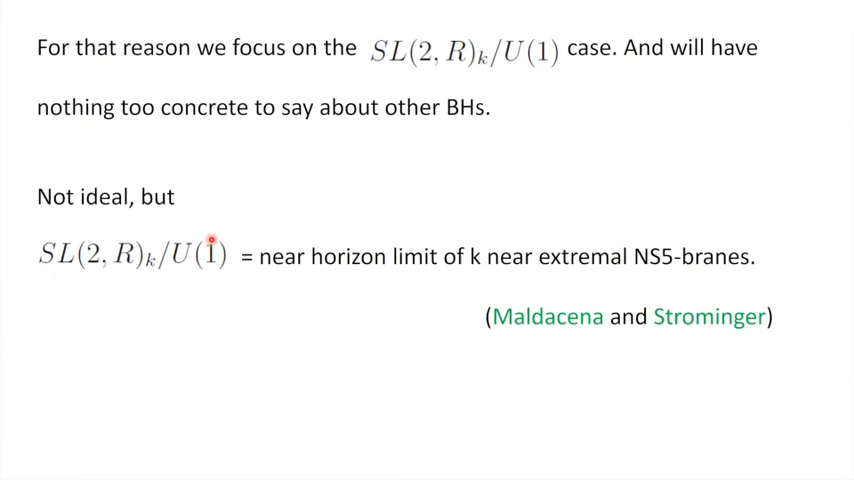 For that reason we focus on the SL(2, R)_k/U(1) case. And will have
nothing too concrete to say about other BHs.
Not ideal, but
SL(2, R)_k/U(1) = near horizon limit of k near extremal NS5-branes.
(Maldacena and Strominger)